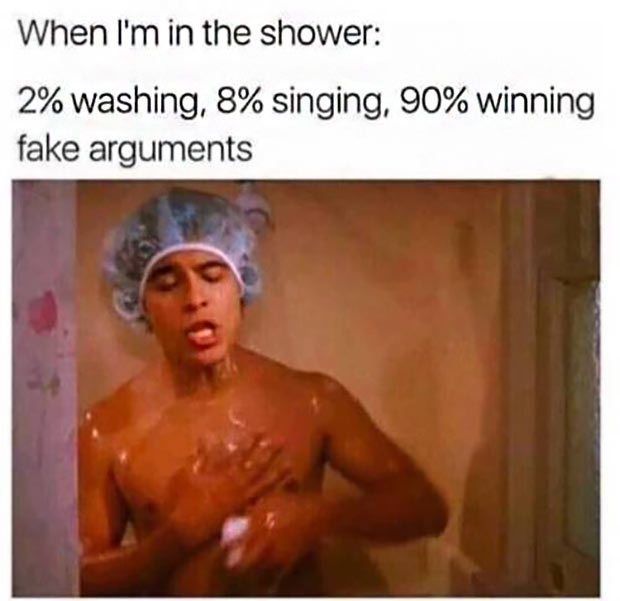 When I'm in the shower:
2% washing, 8% singing, 90% winning
fake arguments